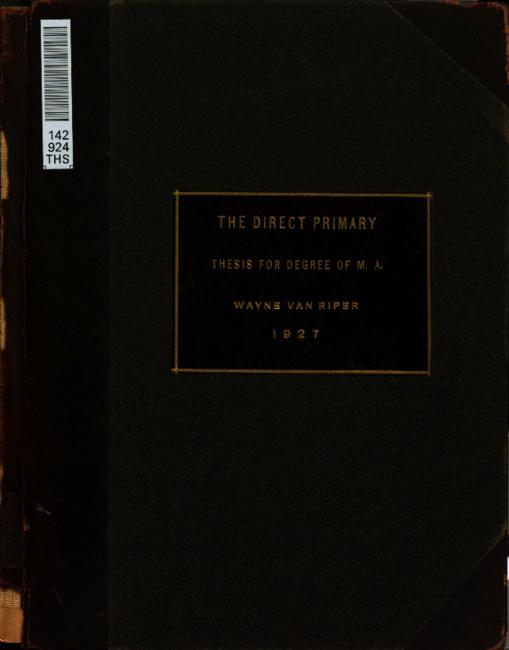 142
924
THS
THE DIRECT PRIMARY
THESIS FOR DEGREE OF M. A.
WAYNE VAN RIPER
1927